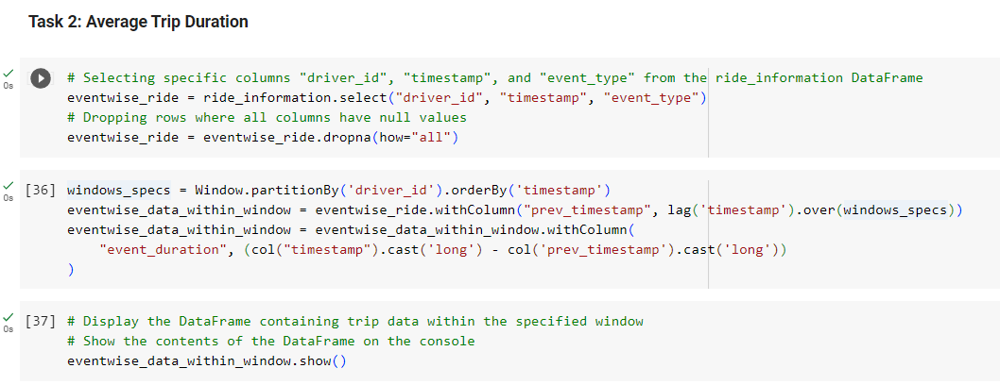 Task 2: Average Trip Duration
0s
# Selecting specific columns "driver_id", "timestamp", and "event_type" from the ride_information DataFrame
eventwise_ride = ride_information.select("driver_id", "timestamp", "event_type")
# Dropping rows where all columns have null values
eventwise_ride = eventwise_ride.dropna(how="all")
0s
[36] windows_specs = Window.partitionBy('driver_id').orderBy('timestamp')
eventwise_data_within_window = eventwise_ride.withColumn("prev_timestamp", lag('timestamp').over(windows_specs))
eventwise_data_within_window = eventwise_data_within_window.withColumn(
    "event_duration", (col("timestamp").cast('long') - col('prev_timestamp').cast('long'))
)
0s
[37] # Display the DataFrame containing trip data within the specified window
# Show the contents of the DataFrame on the console
eventwise_data_within_window.show()